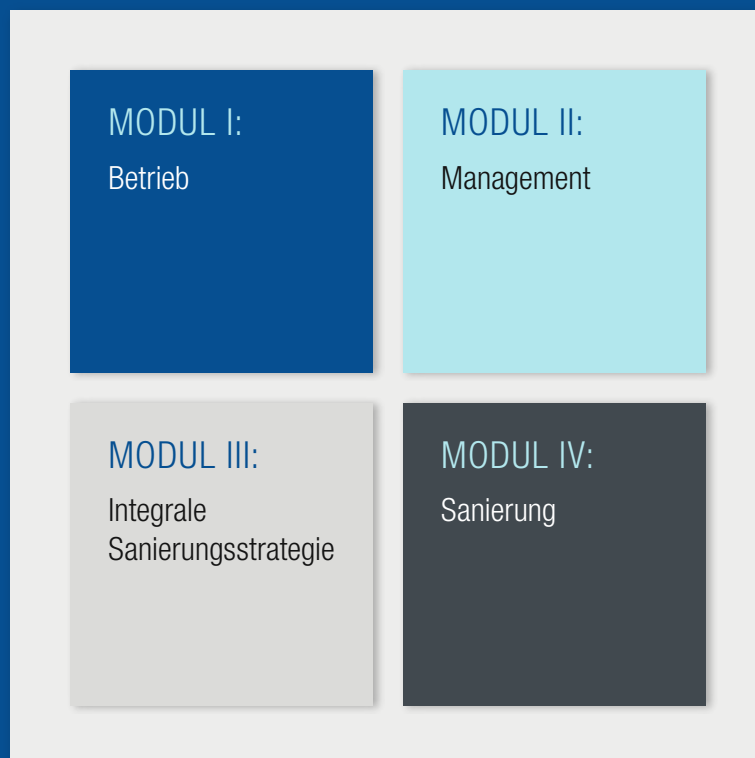 MODUL I:
Betrieb
MODUL II:
Management
MODUL III:
Integrale
Sanierungsstrategie
MODUL IV:
Sanierung